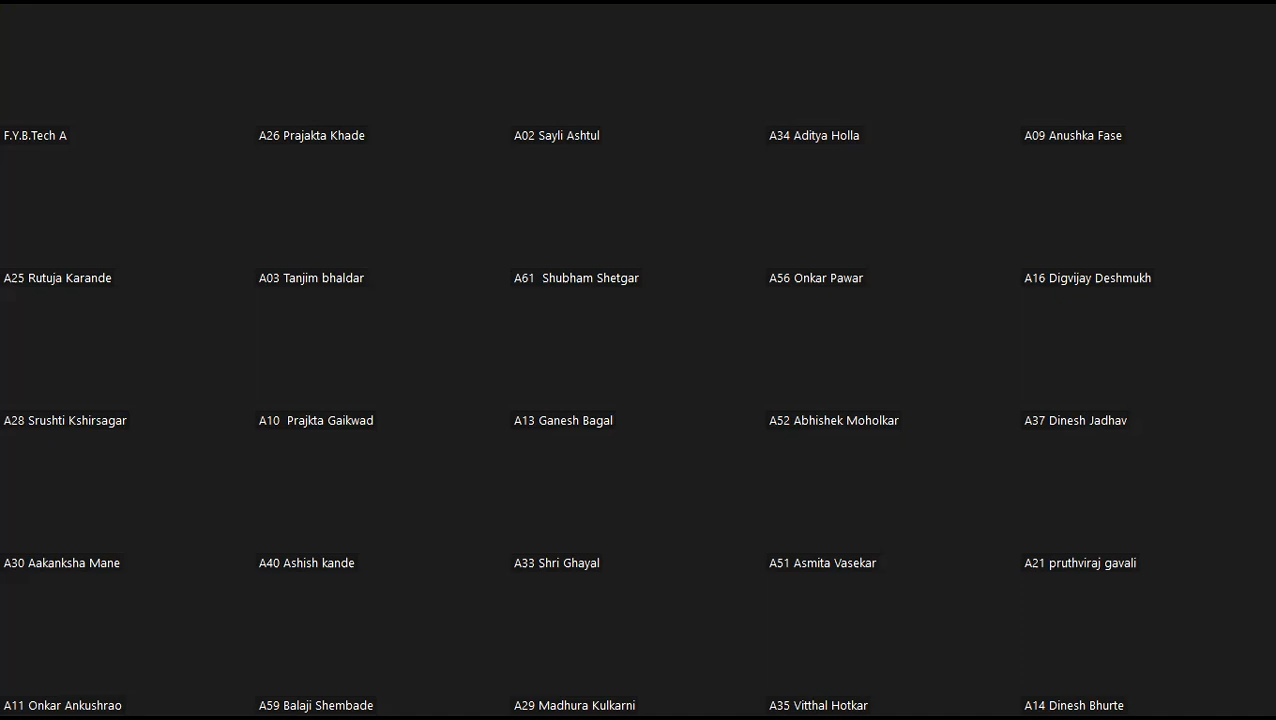 F.Y.B.Tech A
A26 Prajakta Khade
A02 Sayli Ashtul
A34 Aditya Holla
A09 Anushka Fase
A25 Rutuja Karande
A03 Tanjim bhaldar
A61  Shubham Shetgar
A56 Onkar Pawar
A16 Digvijay Deshmukh
A28 Srushti Kshirsagar
A10  Prajkta Gaikwad
A13 Ganesh Bagal
A52 Abhishek Moholkar
A37 Dinesh Jadhav
A30 Aakanksha Mane
A40 Ashish kande
A33 Shri Ghayal
A51 Asmita Vasekar
A21 pruthviraj gavali
A11 Onkar Ankushrao
A59 Balaji Shembade
A29 Madhura Kulkarni
A35 Vitthal Hotkar
A14 Dinesh Bhurte